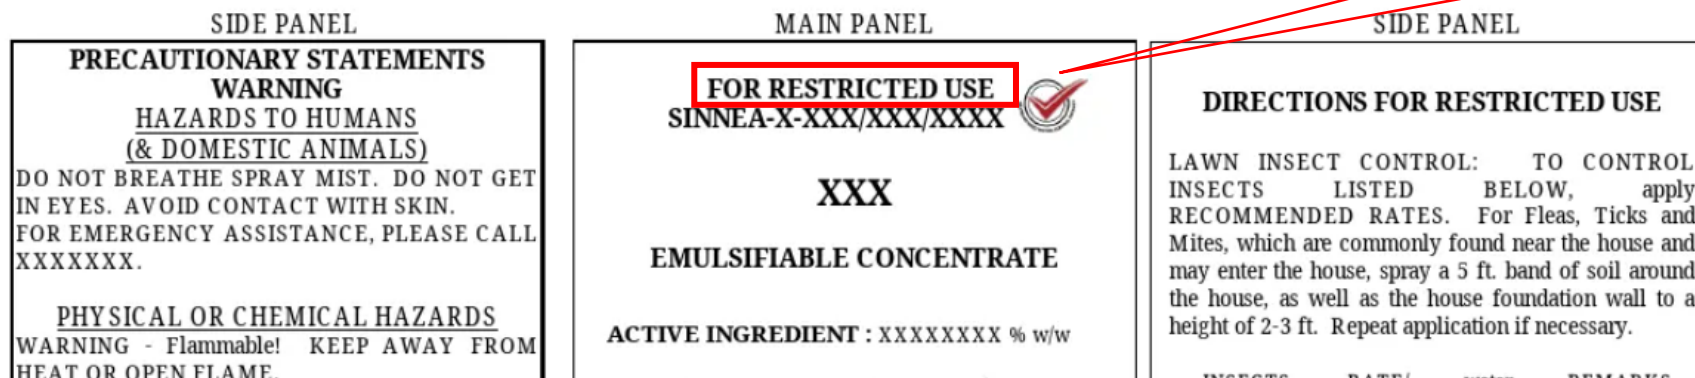 SIDE PANEL
PRECAUTIONARY STATEMENTS
WARNING
HAZARDS TO HUMANS
(& DOMESTIC ANIMALS)
DO NOT BREATHE SPRAY MIST. DO NOT GET
IN EYES. AVOID CONTACT WITH SKIN.
FOR EMERGENCY ASSISTANCE, PLEASE CALL
XXXXXXX.
PHYSICAL OR CHEMICAL HAZARDS
WARNING - Flammable! KEEP AWAY FROM
HEAT OR OPEN FLAME.
MAIN PANEL
FOR RESTRICTED USE
SINNEA-X-XXX/XXX/XXXX
XXX
EMULSIFIABLE CONCENTRATE
ACTIVE INGREDIENT : XXXXXXXX % w/w
SIDE PANEL
DIRECTIONS FOR RESTRICTED USE
LAWN INSECT CONTROL: TO CONTROL
INSECTS LISTED BELOW, apply
RECOMMENDED RATES. For Fleas, Ticks and
Mites, which are commonly found near the house and
may enter the house, spray a 5 ft. band of soil around
the house, as well as the house foundation wall to a
height of 2-3 ft. Repeat application if necessary.
INSECTS RATE/ water REMARKS